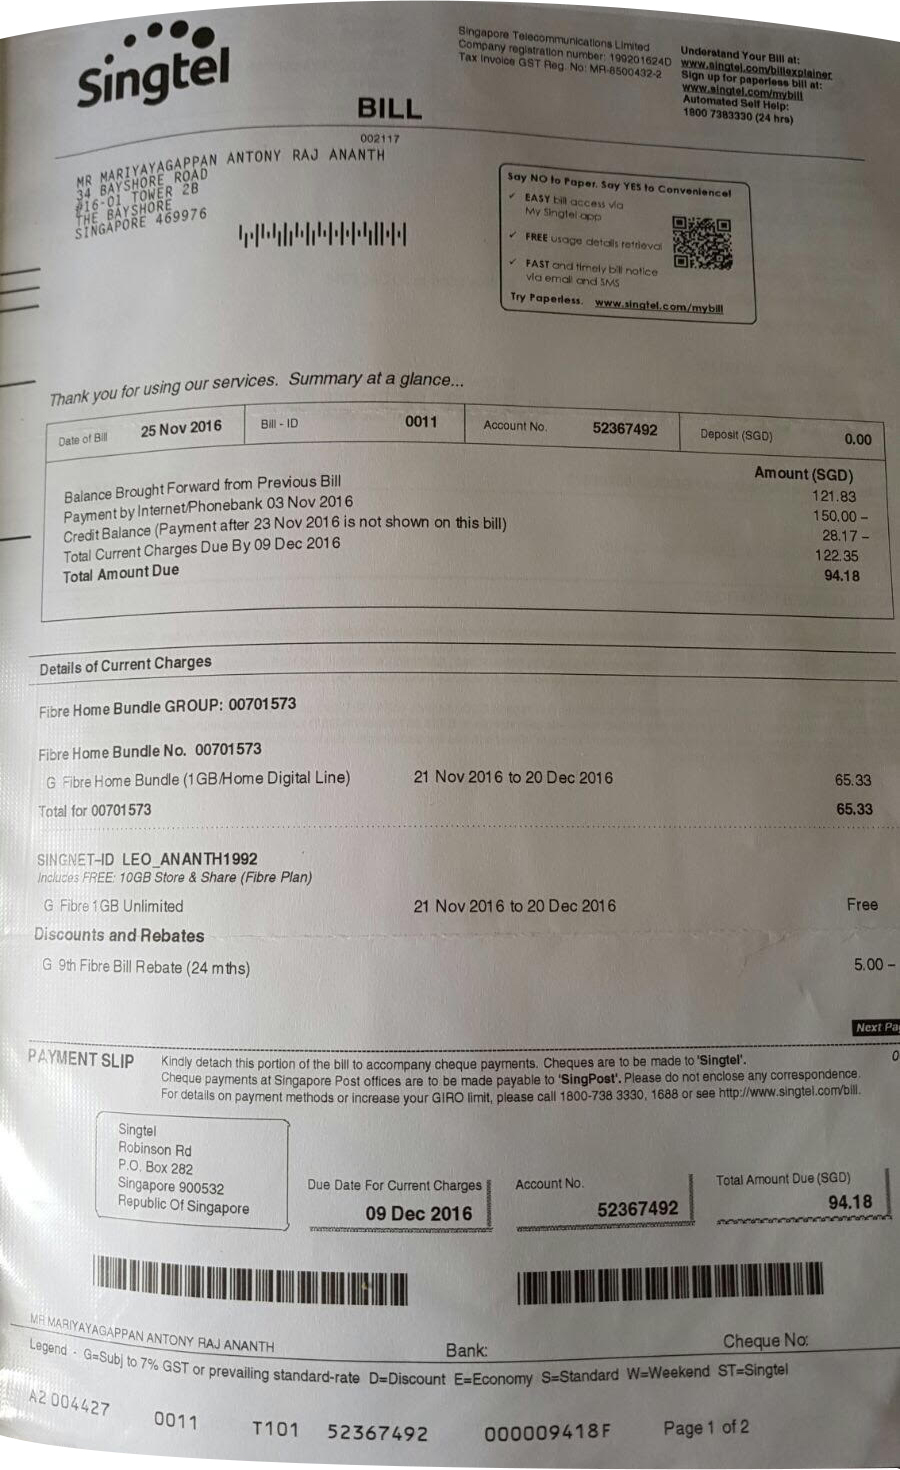 Singtel
Singapore Telecommunications Limited
Company registration number: 199201624D
Tax Invoice GST Reg. No: MR-8500432-2
Understand Your Bill at:
www.singtel.com/billexplainer
Sign up for paperless bill at:
www.singtel.com/mybill
Automated Self Help:
1800 7383330 (24 hrs)
BILL
002117
MR MARIYAYAGAPPAN ANTONY RAJ ANANTH
34 BAYSHORE ROAD
#16-01 TOWER 2B
THE BAYSHORE
SINGAPORE 469976
Say NO to Paper. Say YES to Convenience!
✓ EASY bill access via
My Singtel app
✓ FREE usage details retrieval
✓ FAST and timely bill notice
via email and SMS
Try Paperless. www.singtel.com/mybill
Thank you for using our services. Summary at a glance...
Date of Bill 25 Nov 2016 Bill - ID 0011 Account No. 52367492 Deposit (SGD) 0.00
Amount (SGD)
Balance Brought Forward from Previous Bill 121.83
Payment by Internet/Phonebank 03 Nov 2016 150.00 –
Credit Balance (Payment after 23 Nov 2016 is not shown on this bill) 28.17 –
Total Current Charges Due By 09 Dec 2016 122.35
Total Amount Due 94.18
Details of Current Charges
Fibre Home Bundle GROUP: 00701573
Fibre Home Bundle No. 00701573
G Fibre Home Bundle (1GB/Home Digital Line) 21 Nov 2016 to 20 Dec 2016 65.33
Total for 00701573 65.33
SINGNET-ID LEO_ANANTH1992
Includes FREE: 10GB Store & Share (Fibre Plan)
G Fibre 1GB Unlimited 21 Nov 2016 to 20 Dec 2016 Free
Discounts and Rebates
G 9th Fibre Bill Rebate (24 mths) 5.00 –
Next Pa
PAYMENT SLIP
Kindly detach this portion of the bill to accompany cheque payments. Cheques are to be made to 'Singtel'.
Cheque payments at Singapore Post offices are to be made payable to 'SingPost'. Please do not enclose any correspondence.
For details on payment methods or increase your GIRO limit, please call 1800-738 3330, 1688 or see http://www.singtel.com/bill.
Singtel
Robinson Rd
P.O. Box 282
Singapore 900532
Republic Of Singapore
Due Date For Current Charges Account No. Total Amount Due (SGD)
09 Dec 2016 52367492 94.18
MR MARIYAYAGAPPAN ANTONY RAJ ANANTH Bank: Cheque No:
Legend - G=Subj to 7% GST or prevailing standard-rate D=Discount E=Economy S=Standard W=Weekend ST=Singtel
A2 004427 0011 T101 52367492 000009418F Page 1 of 2